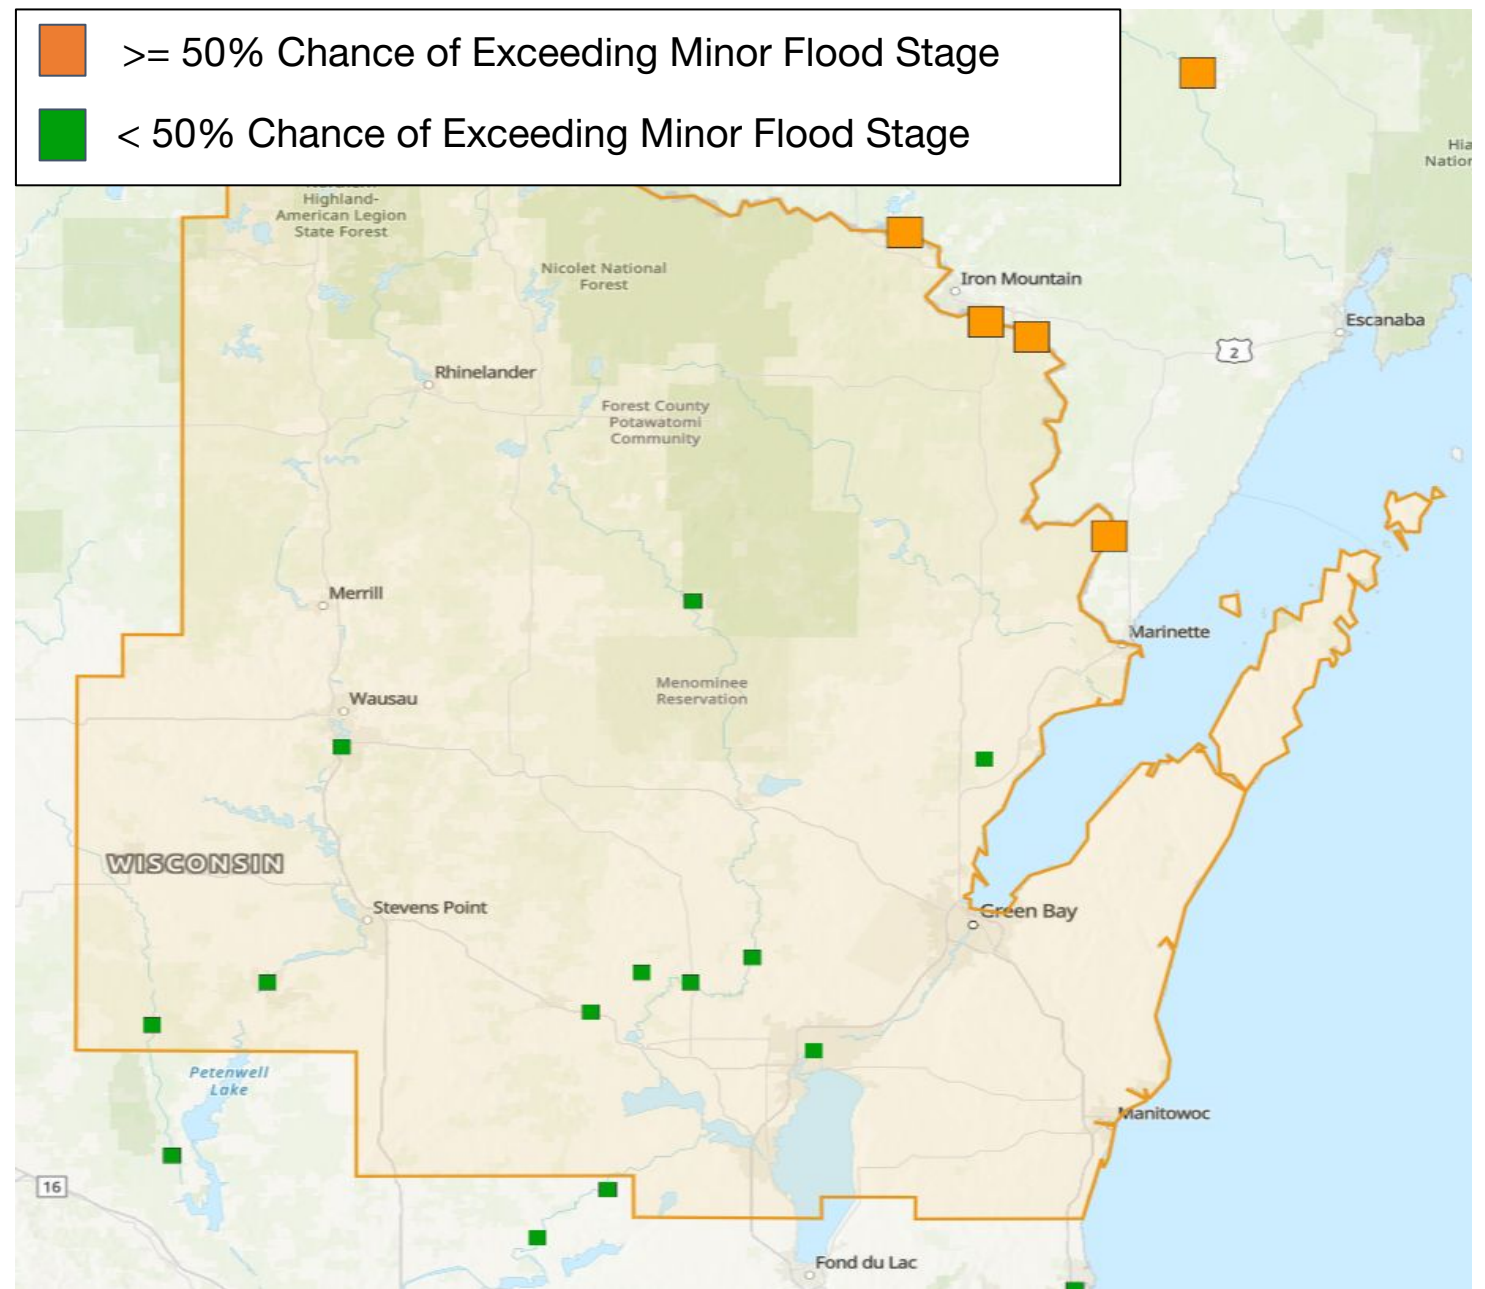 >= 50% Chance of Exceeding Minor Flood Stage
< 50% Chance of Exceeding Minor Flood Stage
Highland-
American Legion
State Forest
Nicolet National
Forest
Iron Mountain
Escanaba
2
Rhinelander
Forest County
Potawatomi
Community
Merrill
Marinette
Menominee
Reservation
Wausau
WISCONSIN
Stevens Point
Green Bay
Petenwell
Lake
Manitowoc
16
Fond du Lac